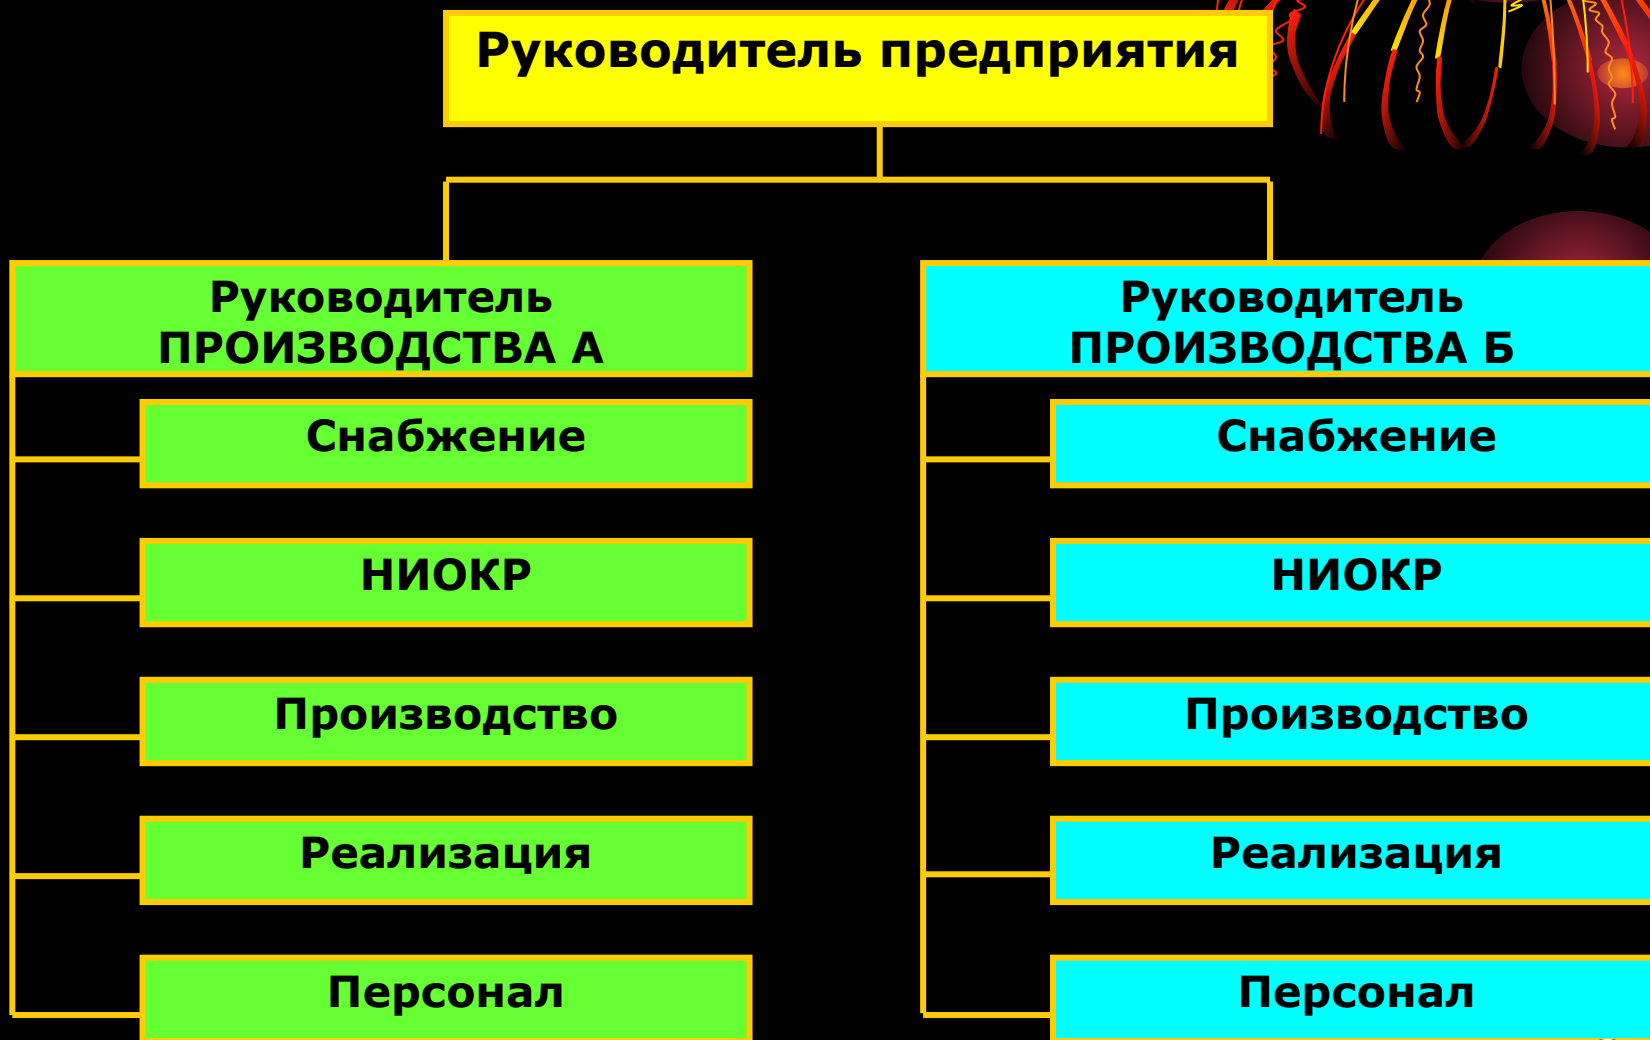 Руководитель предприятия
Руководитель
ПРОИЗВОДСТВА А
Снабжение
НИОКР
Производство
Реализация
Персонал
Руководитель
ПРОИЗВОДСТВА Б
Снабжение
НИОКР
Производство
Реализация
Персонал